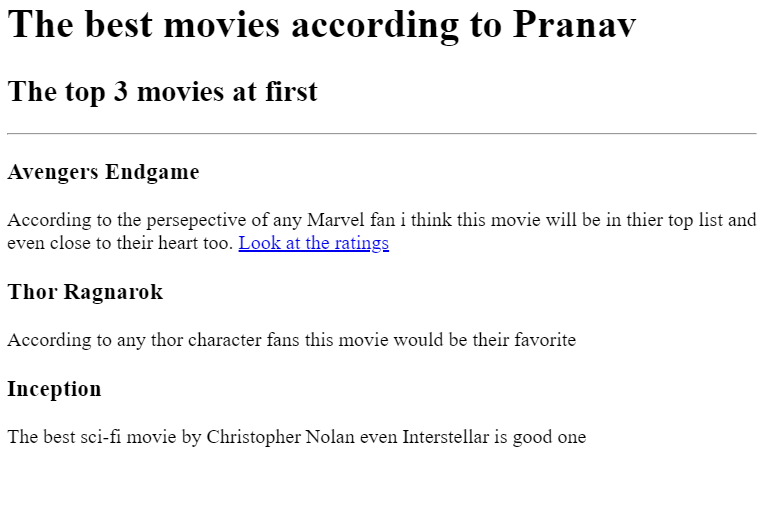 The best movies according to Pranav
The top 3 movies at first
Avengers Endgame
According to the persepective of any Marvel fan i think this movie will be in thier top list and
even close to their heart too. Look at the ratings
Thor Ragnarok
According to any thor character fans this movie would be their favorite
Inception
The best sci-fi movie by Christopher Nolan even Interstellar is good one